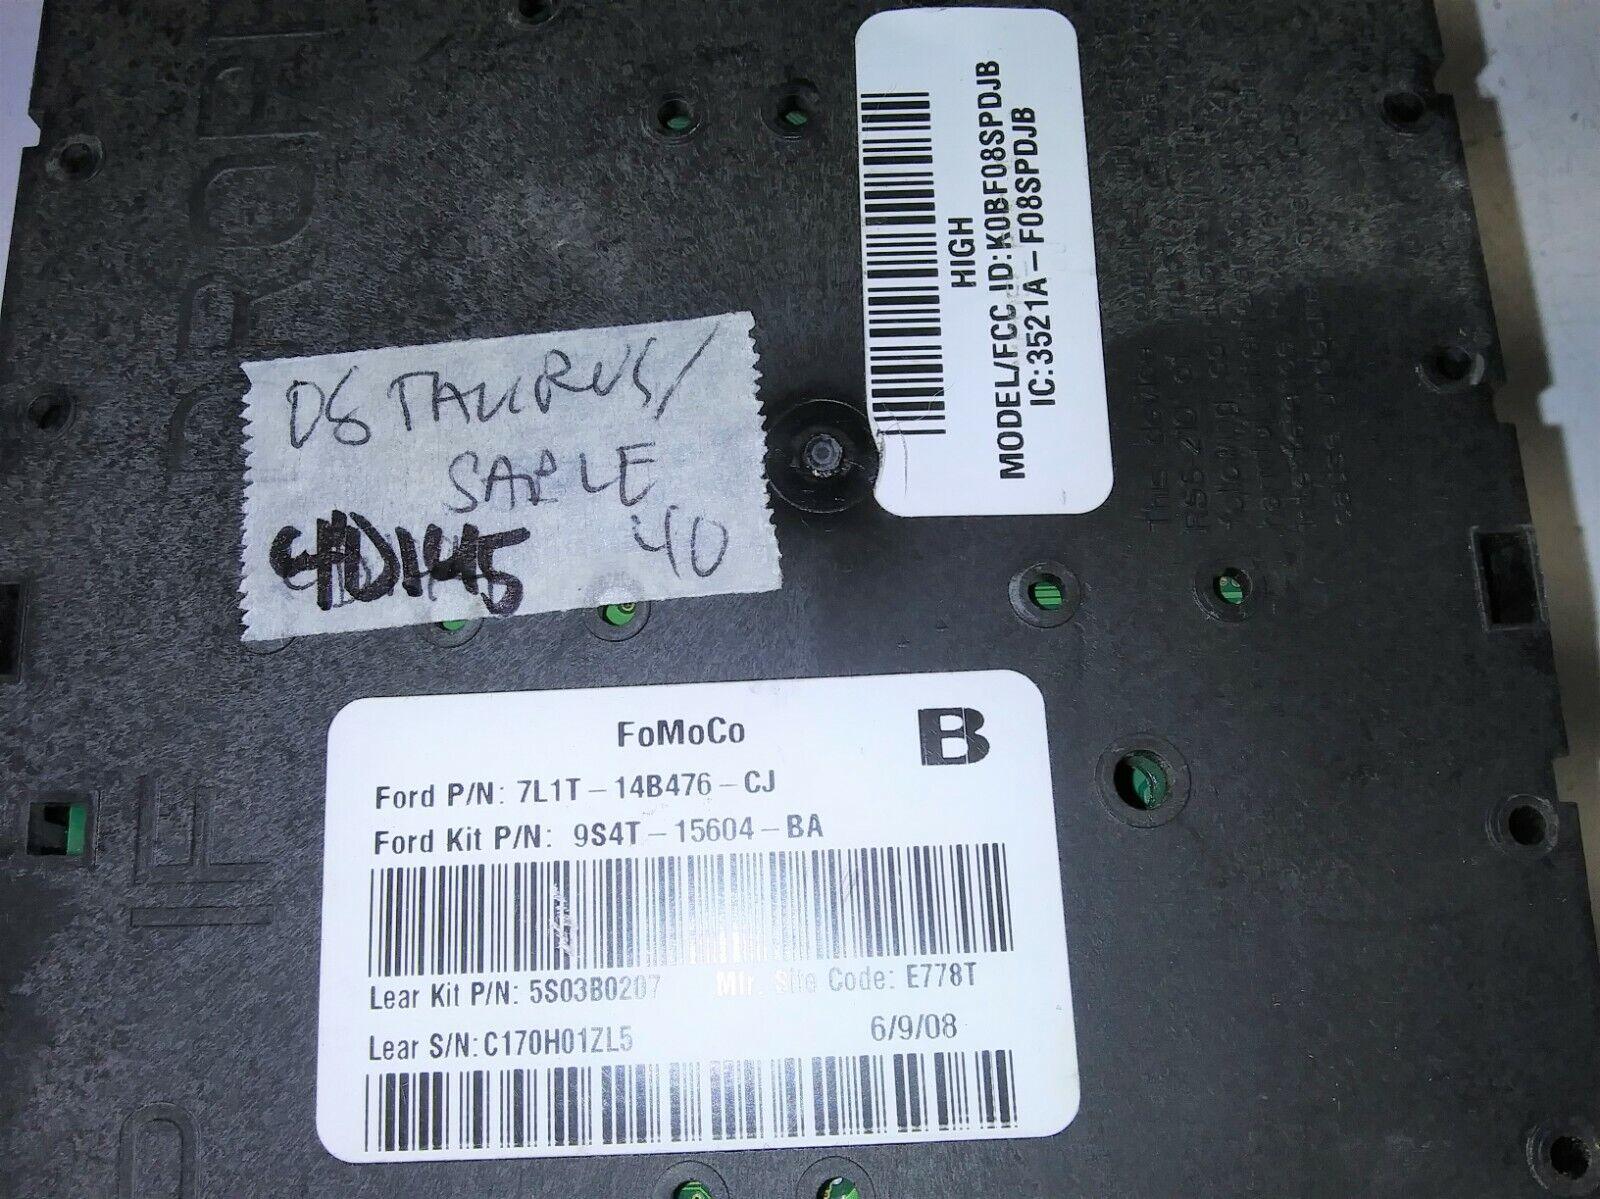 HIGH
MODEL/FCC ID:KOBF08SPDJB
IC:3521A-F08SPDJB
08 TAURUS/
SABLE
40
FoMoCo
B
Ford P/N: 7L1T-14B476-CJ
Ford Kit P/N: 9S4T-15604-BA
Lear Kit P/N: 5S03B0207 Mfr. Site Code: E778T
Lear S/N: C170H01ZL5 6/9/08